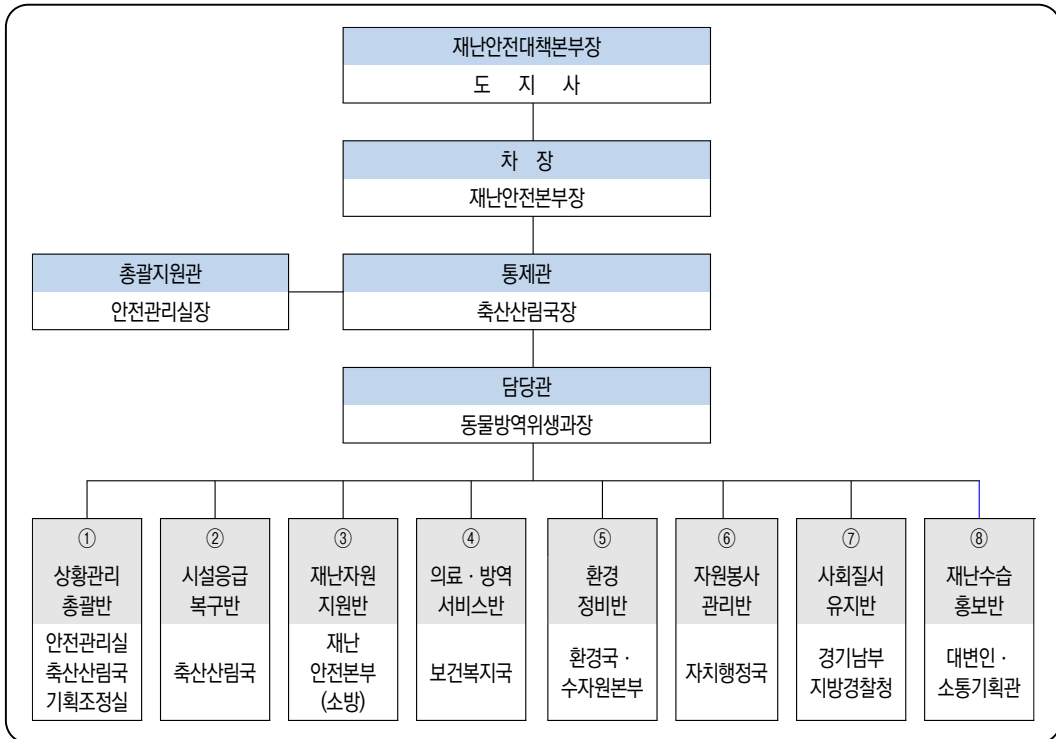 재난안전대책본부장
도 지 사
차 장
재난안전본부장
총괄지원관
안전관리실장
통제관
축산산림국장
담당관
동물방역위생과장
①
상황관리
총괄반
안전관리실
축산산림국
기획조정실
②
시설응급
복구반
축산산림국
③
재난자원
지원반
재난
안전본부
(소방)
④
의료·방역
서비스반
보건복지국
⑤
환경
정비반
환경국·
수자원본부
⑥
자원봉사
관리반
자치행정국
⑦
사회질서
유지반
경기남부
지방경찰청
⑧
재난수습
홍보반
대변인·
소통기획관